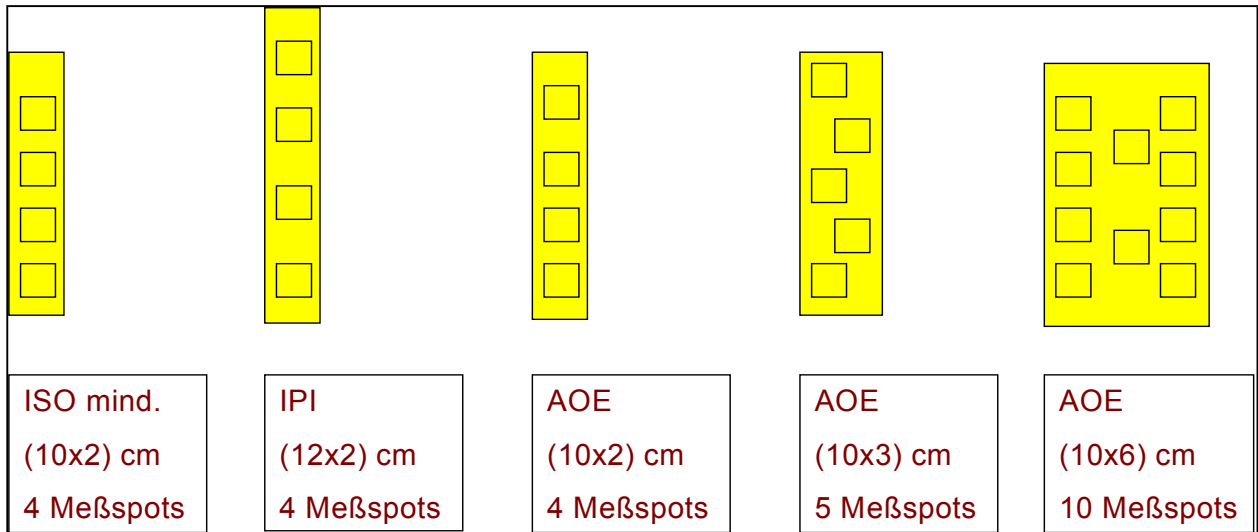 ISO mind.
(10x2) cm
4 Meßspots
IPI
(12x2) cm
4 Meßspots
AOE
(10x2) cm
4 Meßspots
AOE
(10x3) cm
5 Meßspots
AOE
(10x6) cm
10 Meßspots